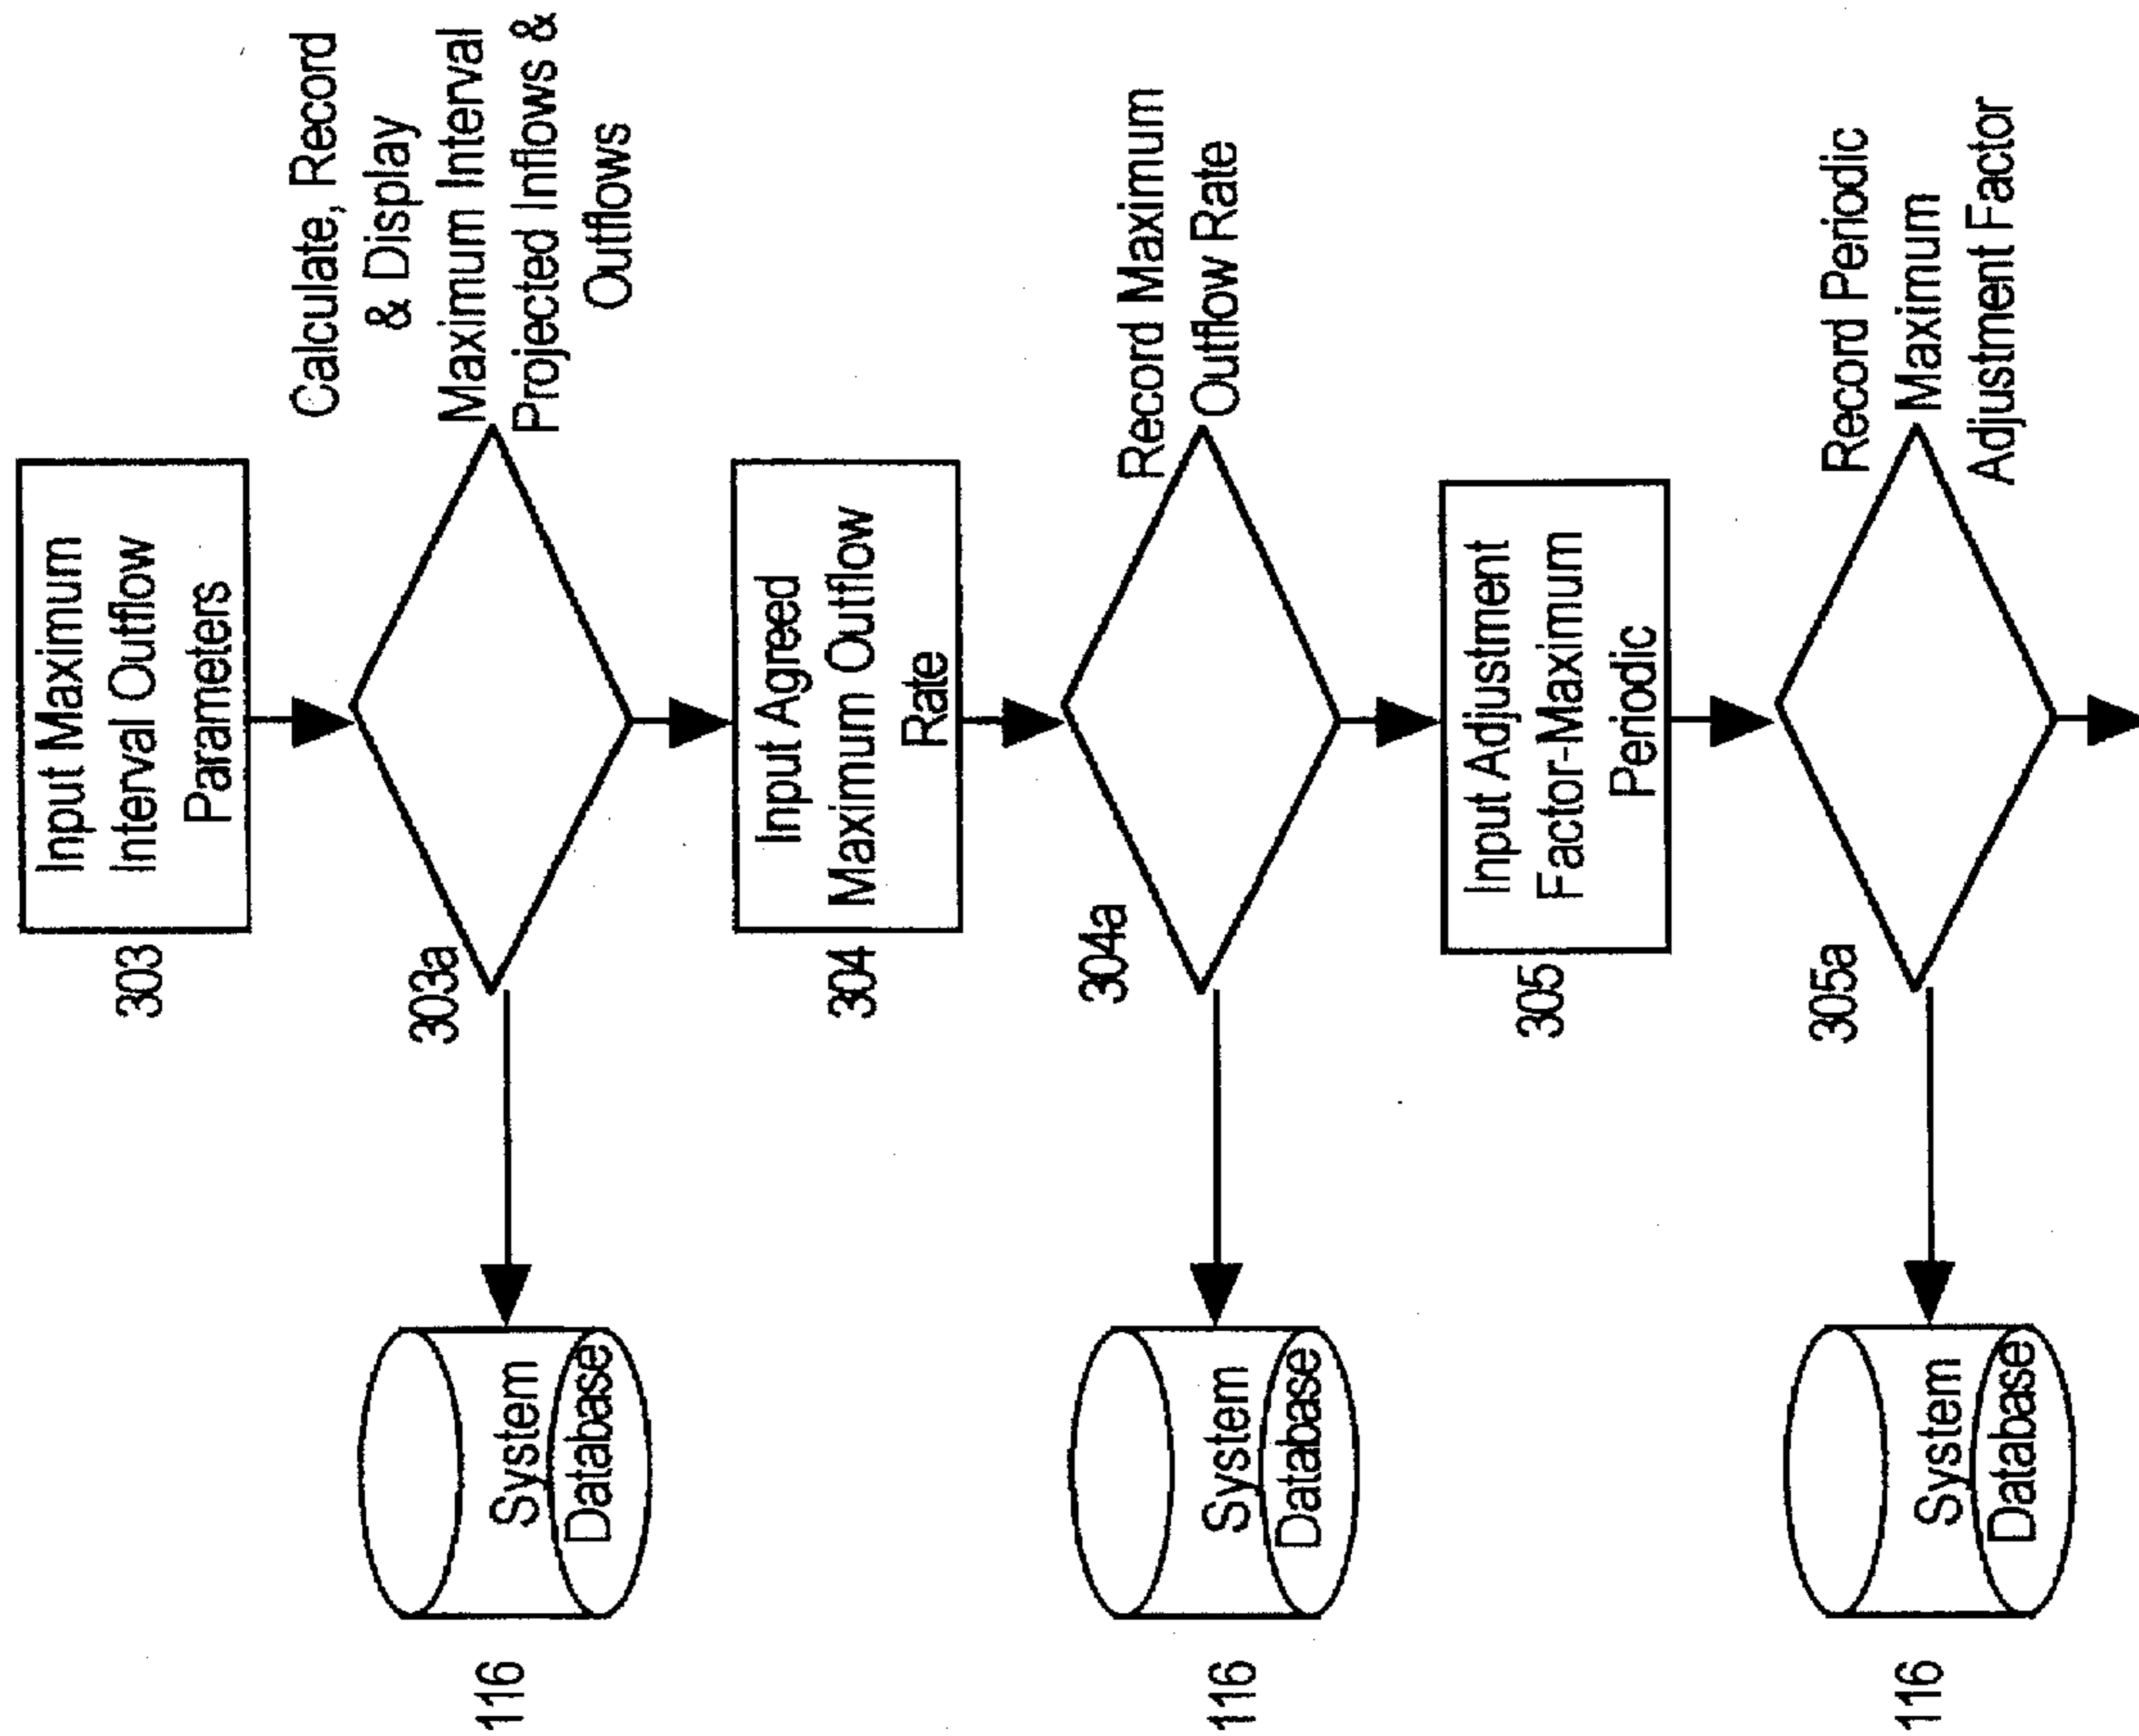 303
Input Maximum
Interval Outflow
Parameters
303a
Calculate, Record
& Display
Maximum Interval
Projected Inflows &
Outflows
116
System
Database
304
Input Agreed
Maximum Outflow
Rate
304a
Record Maximum
Outflow Rate
116
System
Database
305
Input Adjustment
Factor-Maximum
Periodic
305a
Record Periodic
Maximum
Adjustment Factor
116
System
Database